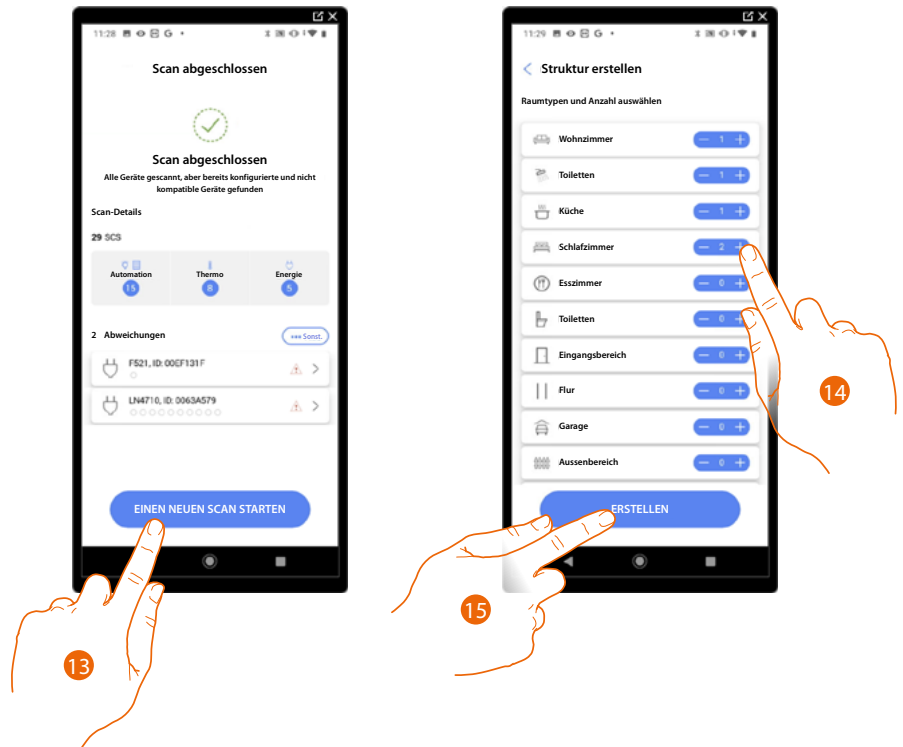 11:28
Scan abgeschlossen
Scan abgeschlossen
Alle Geräte gescannt, aber bereits konfigurierte und nicht
kompatible Geräte gefunden
Scan-Details
29 SCS
Automation Thermo Energie
15 8 5
2 Abweichungen
*** Sonst.
F521, ID: 00EF131F
LN4710, ID: 0063A579
EINEN NEUEN SCAN STARTEN
13
11:29
Struktur erstellen
Raumtypen und Anzahl auswählen
Wohnzimmer — 1 +
Toiletten — 1 +
Küche — 1 +
Schlafzimmer — 2 +
Esszimmer — 0 +
Toiletten — 0 +
Eingangsbereich — 0 +
Flur — 0 +
Garage — 0 +
Aussenbereich — 0 +
ERSTELLEN
14
15